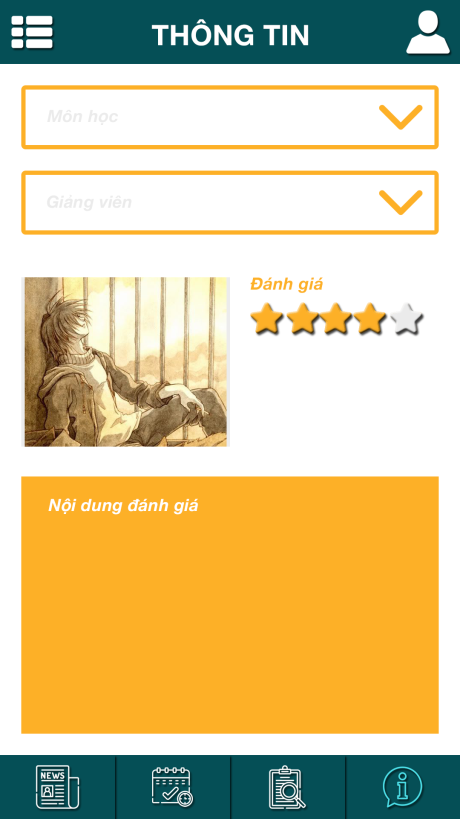 THÔNG TIN
Môn học
Giảng viên
Đánh giá
Nội dung đánh giá
NEWS